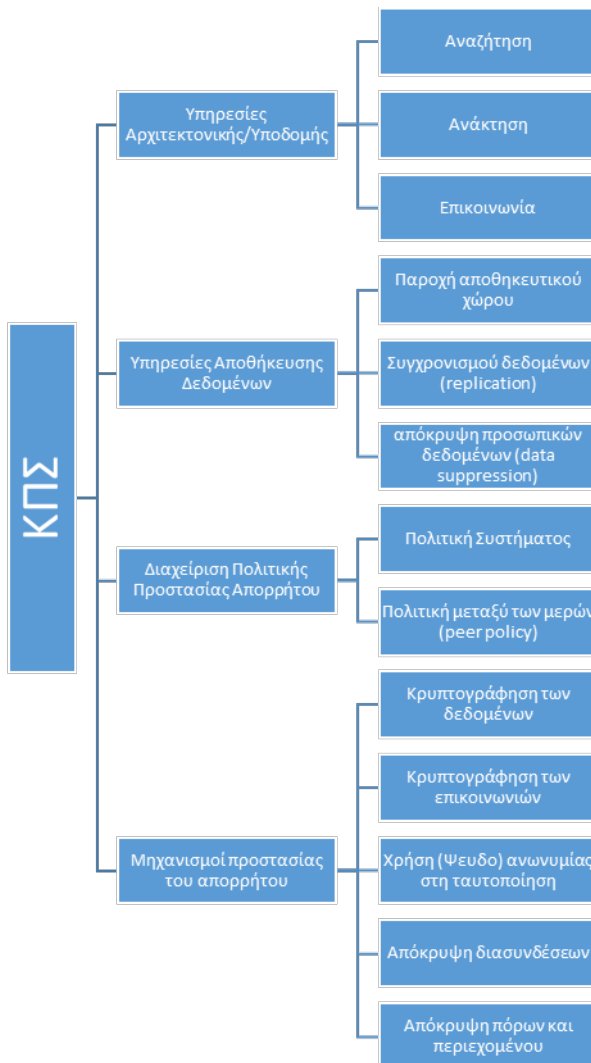 ΚΠΣ
Υπηρεσίες
Αρχιτεκτονικής/Υποδομής
Αναζήτηση
Ανάκτηση
Επικοινωνία
Υπηρεσίες Αποθήκευσης
Δεδομένων
Παροχή αποθηκευτικού
χώρου
Συγχρονισμού δεδομένων
(replication)
απόκρυψη προσωπικών
δεδομένων (data
suppression)
Διαχείριση Πολιτικής
Προστασίας Απορρήτου
Πολιτική Συστήματος
Πολιτική μεταξύ των μερών
(peer policy)
Μηχανισμοί προστασίας
του απορρήτου
Κρυπτογράφηση των
δεδομένων
Κρυπτογράφηση των
επικοινωνιών
Χρήση (Ψευδο) ανωνυμίας
στη ταυτοποίηση
Απόκρυψη διασυνδέσεων
Απόκρυψη πόρων και
περιεχομένου